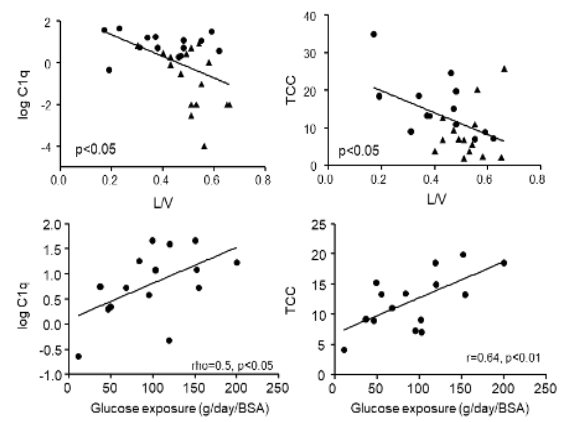 2
0
-2
-4
log C1q
p<0.05
0.0 0.2 0.4 0.6 0.8
L/V
40
30
20
10
0
TCC
p<0.05
0.0 0.2 0.4 0.6 0.8
L/V
2.0
1.5
1.0
0.5
0.0
-0.5
-1.0
log C1q
rho=0.5, p<0.05
0 50 100 150 200 250
Glucose exposure (g/day/BSA)
25
20
15
10
5
0
TCC
r=0.64, p<0.01
0 50 100 150 200 250
Glucose exposure (g/day/BSA)